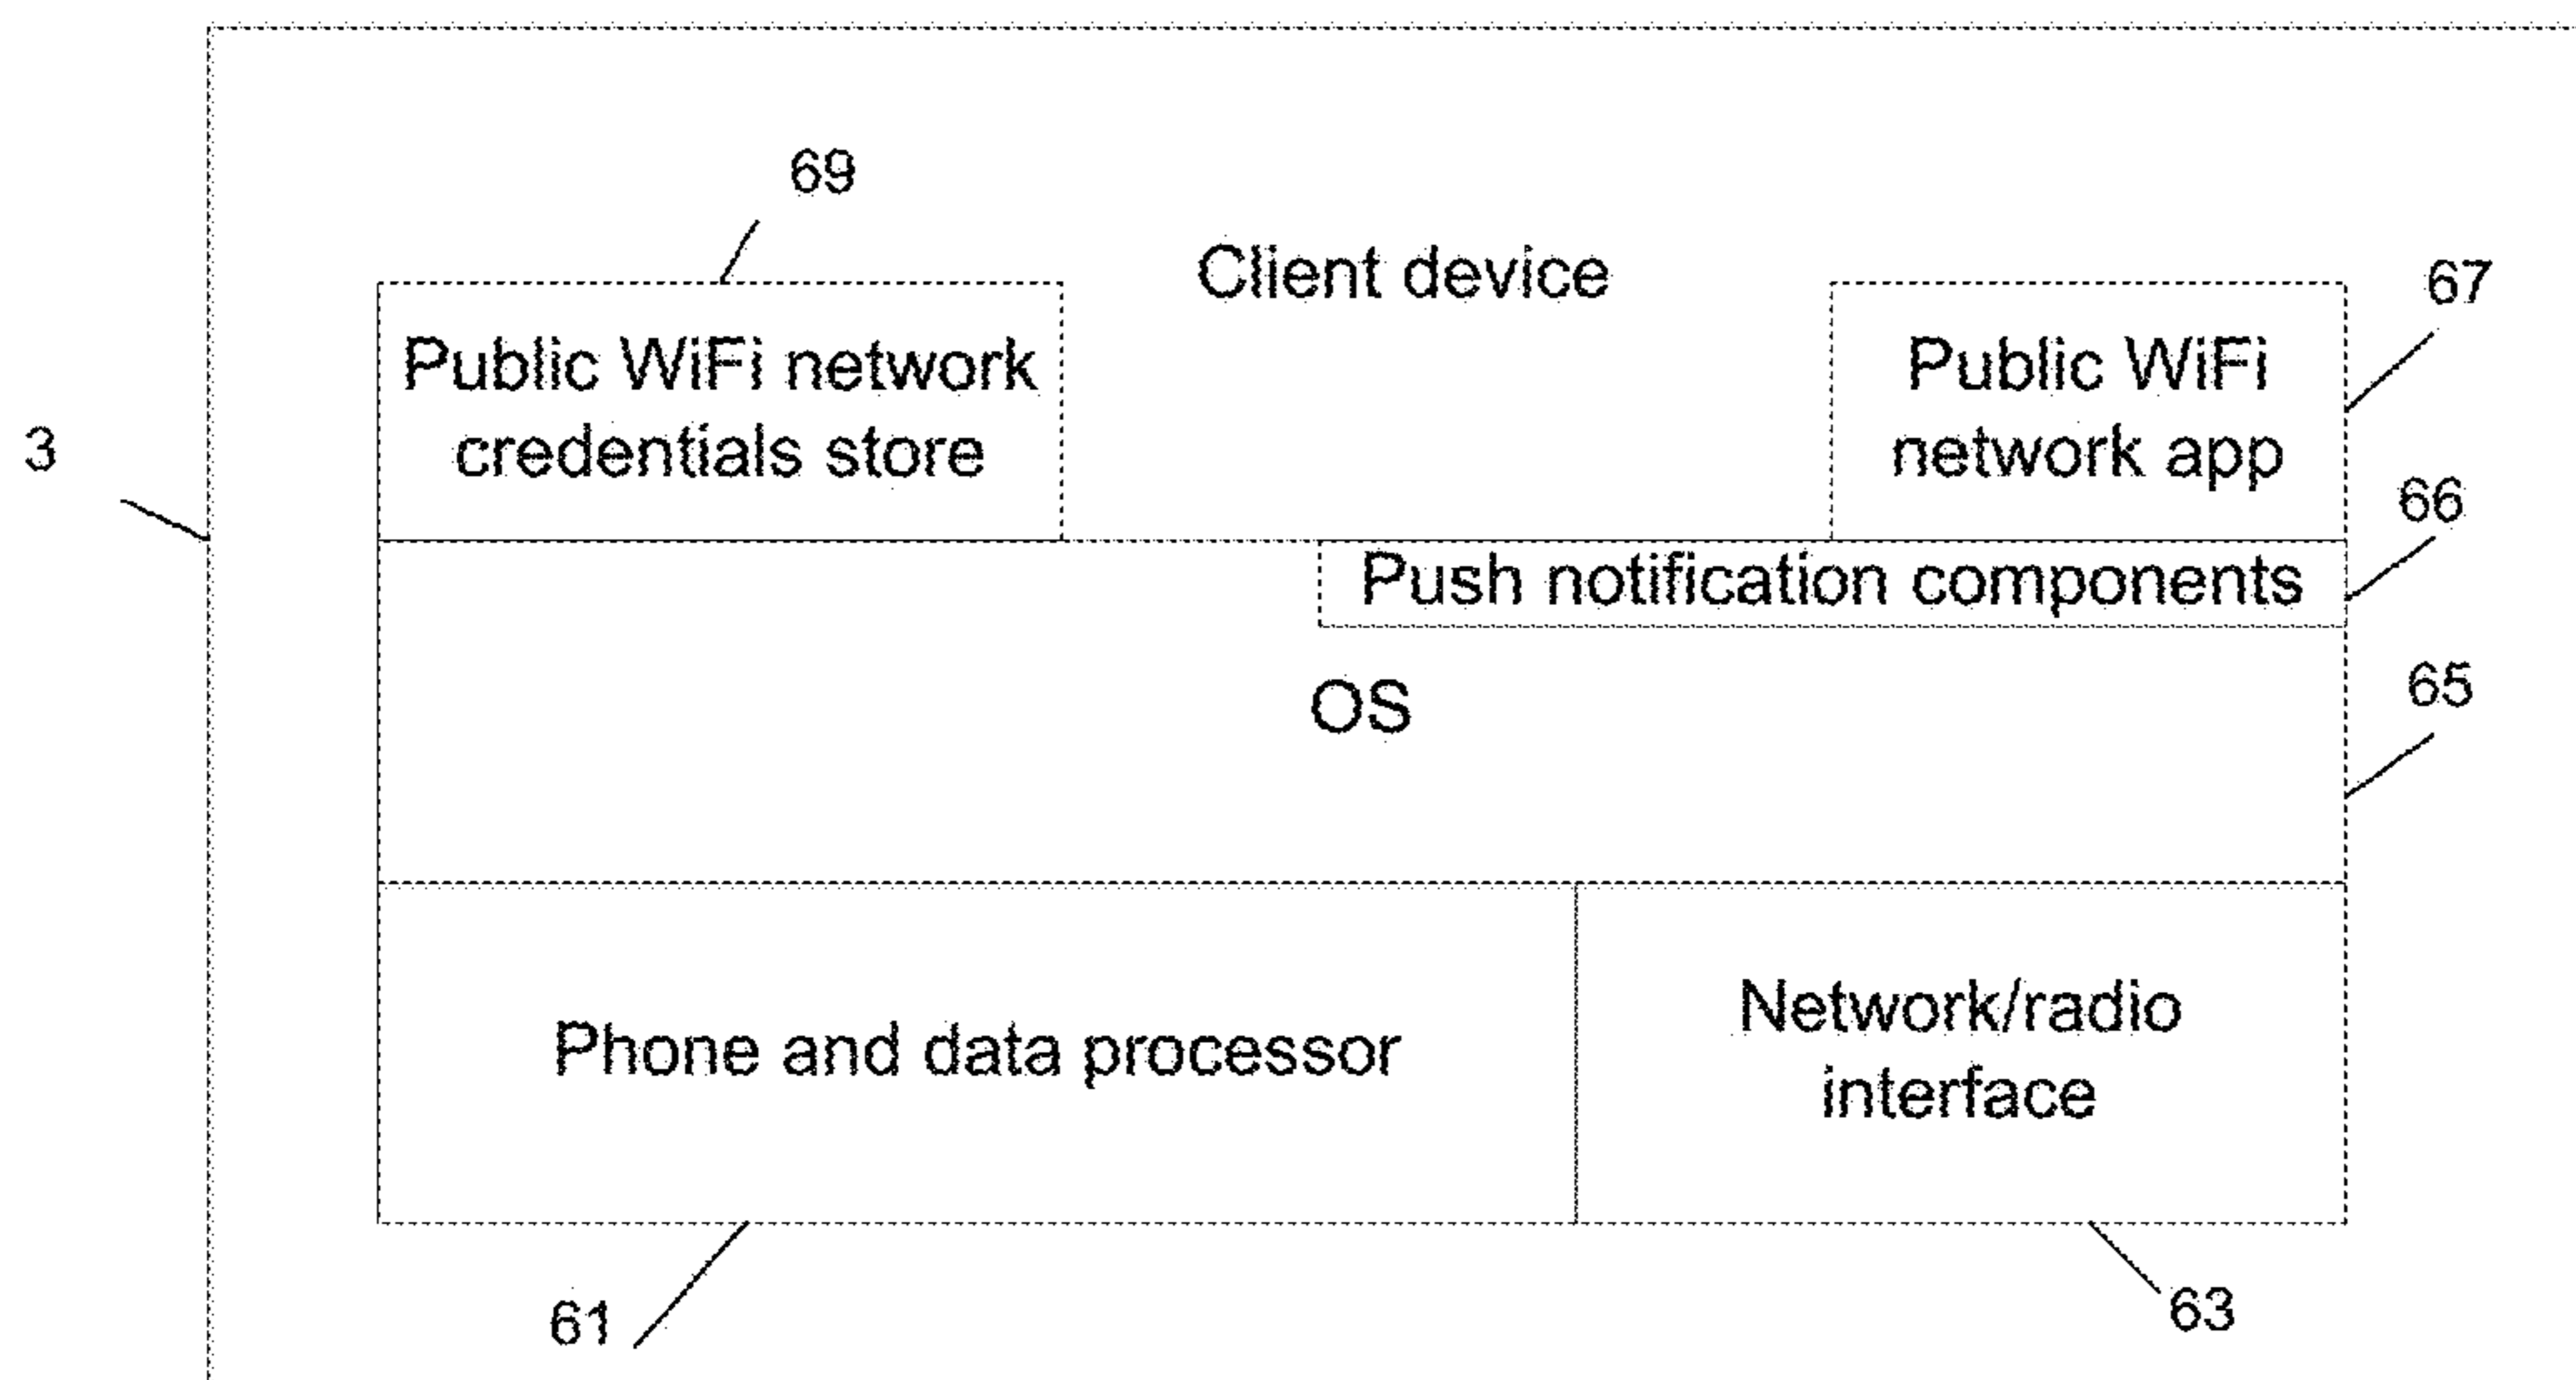 69
Client device
67
Public WiFi network
credentials store
Public WiFi
network app
3
66
Push notification components
65
OS
Phone and data processor
Network/radio
interface
61
63